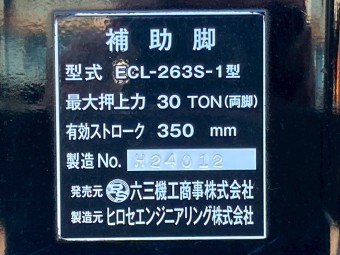 補助脚
型式 ECL-263S-1型
最大押上力 30 TON(両脚)
有効ストローク 350 mm
製造No. M24012
発売元 六三機工商事株式会社
製造元 ヒロセエンジニアリング株式会社